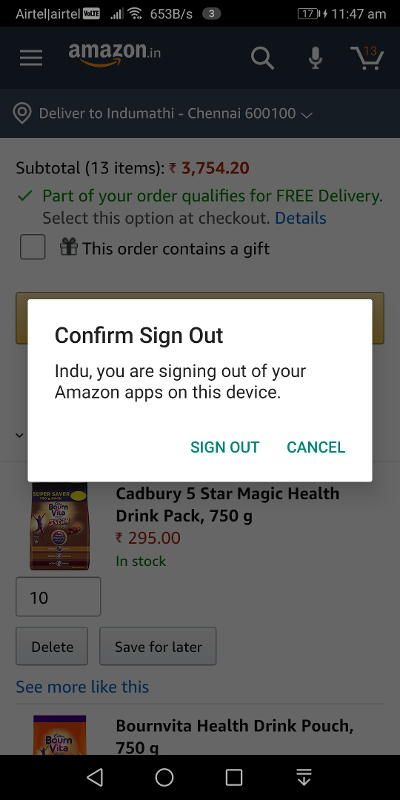 Airtel|airtel VoLTE 653B/s 3 17 11:47 am
amazon.in 13
Deliver to Indumathi - Chennai 600100
Subtotal (13 items): ₹ 3,754.20
Part of your order qualifies for FREE Delivery.
Select this option at checkout. Details
This order contains a gift
Confirm Sign Out
Indu, you are signing out of your
Amazon apps on this device.
SIGN OUT CANCEL
SUPER SAVER
Bourn
Vita
Cadbury 5 Star Magic Health
Drink Pack, 750 g
₹ 295.00
In stock
10
Delete Save for later
See more like this
Bourn
Vita
Bournvita Health Drink Pouch,
750 g